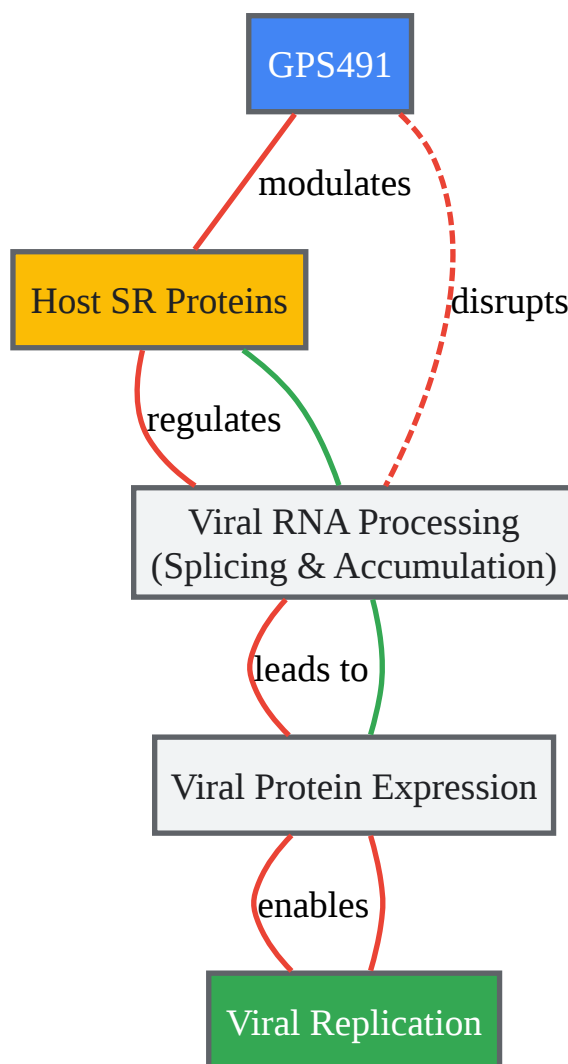 GPS491
modulates
Host SR Proteins
disrupts
regulates
Viral RNA Processing
(Splicing & Accumulation)
leads to
Viral Protein Expression
enables
Viral Replication